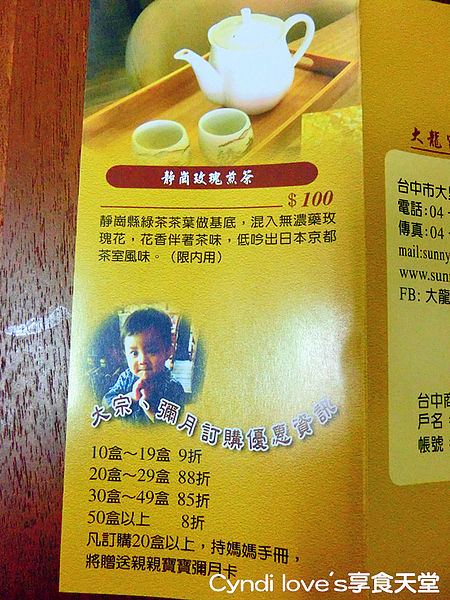 靜崗玫瑰煎茶
$100
靜崗縣綠茶茶葉做基底，混入無濃藥玫
瑰花，花香伴著茶味，低吟出日本京都
茶室風味。（限內用）
大宗、彌月訂購優惠資訊
10盒～19盒 9折
20盒～29盒 88折
30盒～49盒 85折
50盒以上 8折
凡訂購20盒以上，持媽媽手冊，
將贈送親親寶寶彌月卡
大龍
台中市大
電話:04-
傳真:04-
mail:sunny
www.sun
FB: 大龍
台中商
戶名
帳號
Cyndi love's享食天堂